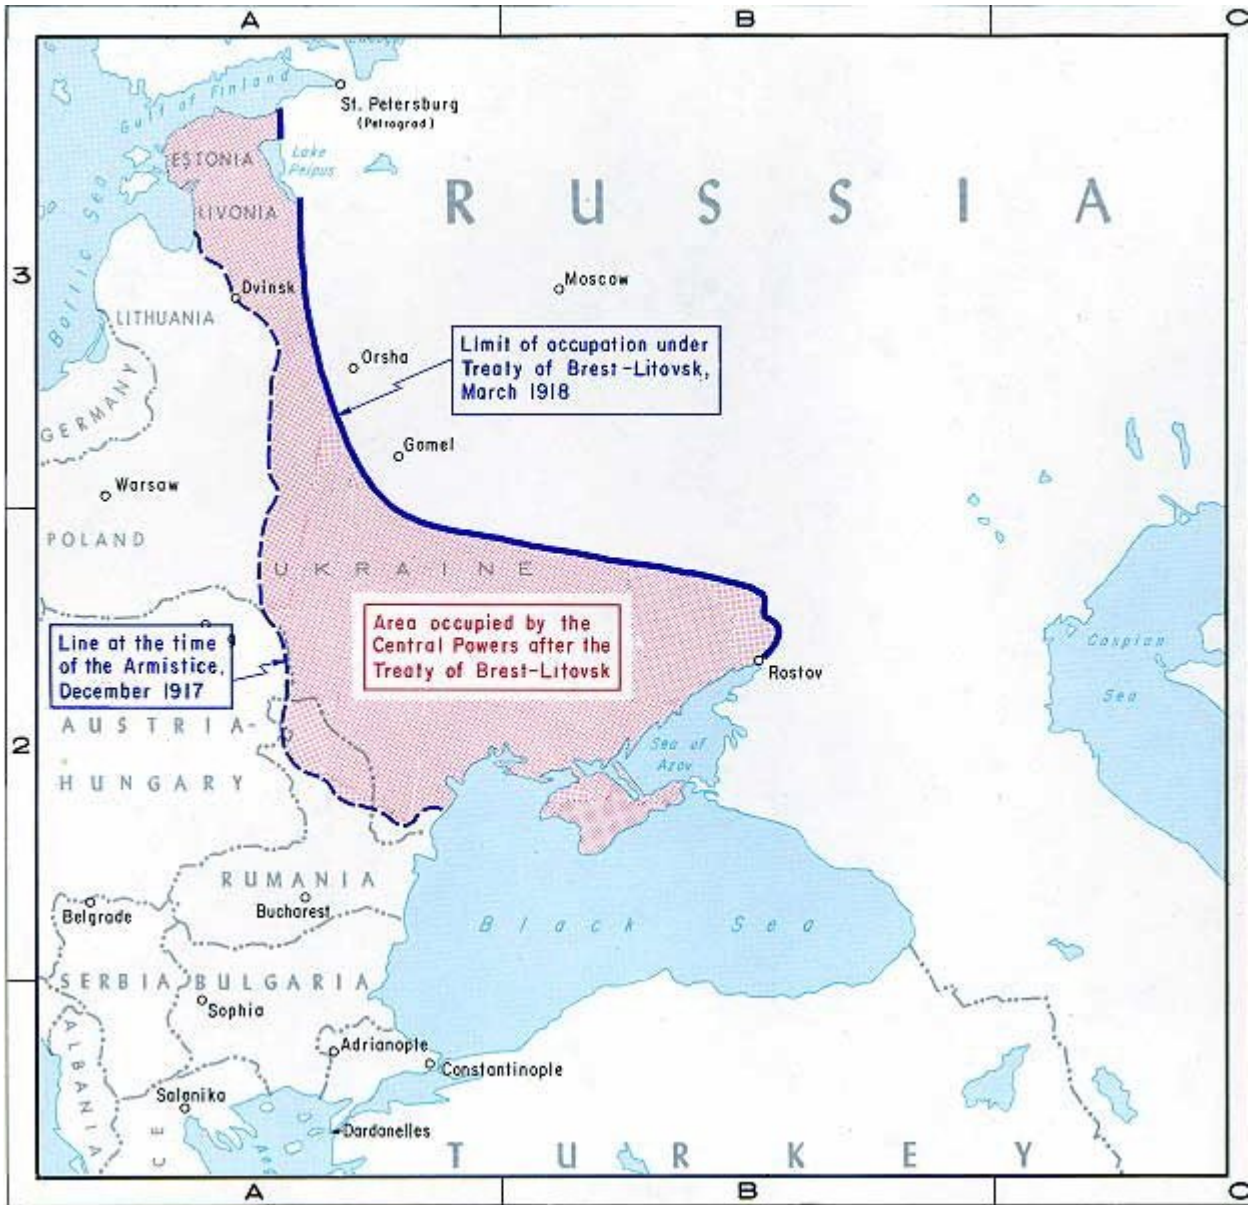 A
B
C
Gulf of Finland
St. Petersburg
(Petrograd)
ESTONIA
Lake
Peipus
LIVONIA
RUSSIA
Baltic Sea
3
Moscow
Dvinsk
LITHUANIA
Limit of occupation under
Treaty of Brest-Litovsk,
March 1918
Orsha
GERMANY
Gomel
Warsaw
POLAND
UKRAINE
Area occupied by the
Central Powers after the
Treaty of Brest-Litovsk
Line at the time
of the Armistice,
December 1917
Caspian
Sea
Rostov
AUSTRIA-
HUNGARY
2
Sea of
Azov
RUMANIA
Bucharest
Belgrade
Black Sea
SERBIA
BULGARIA
Sophia
ALBANIA
Adrianople
Constantinople
Salonika
CE
Dardanelles
TURKEY
A
B
C